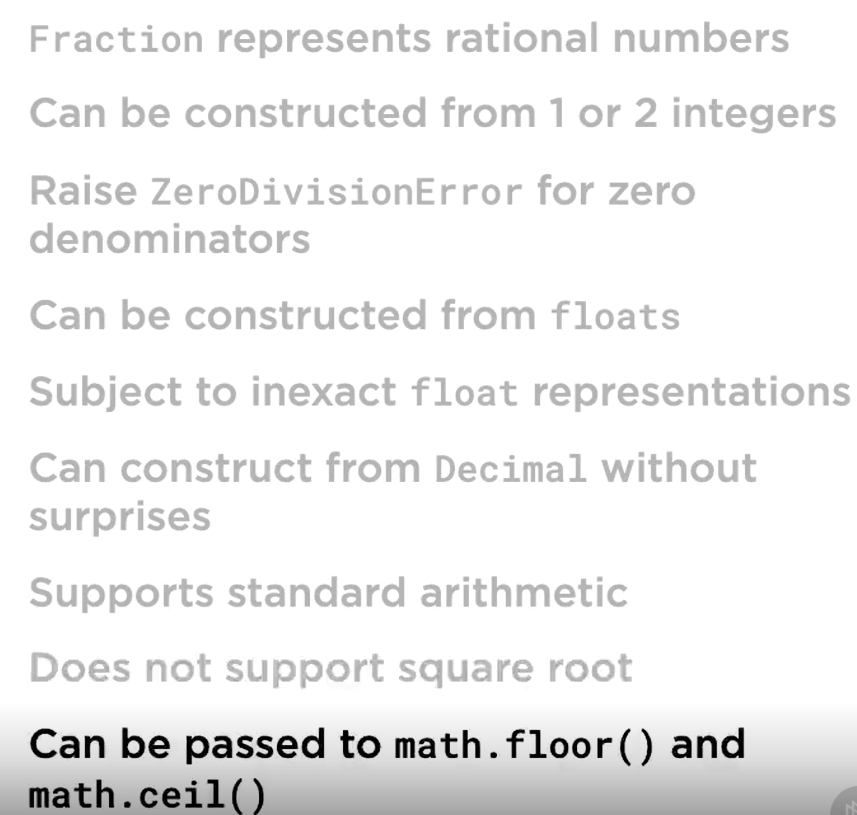 Fraction represents rational numbers
Can be constructed from 1 or 2 integers
Raise ZeroDivisionError for zero
denominators
Can be constructed from floats
Subject to inexact float representations
Can construct from Decimal without
surprises
Supports standard arithmetic
Does not support square root
Can be passed to math.floor() and
math.ceil()